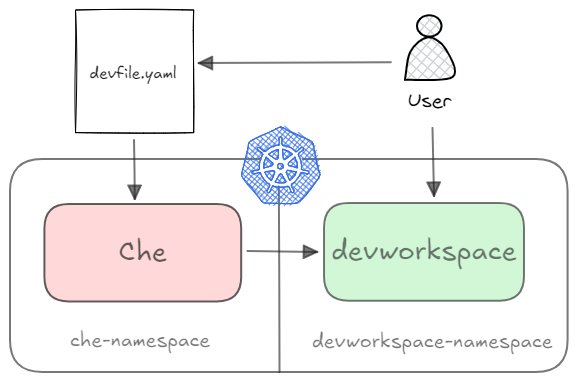 devfile.yaml
User
Che
devworkspace
che-namespace
devworkspace-namespace